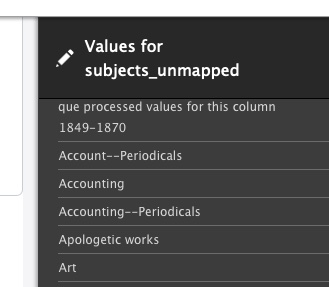 Values for
subjects_unmapped
que processed values for this column
1849-1870
Account--Periodicals
Accounting
Accounting--Periodicals
Apologetic works
Art